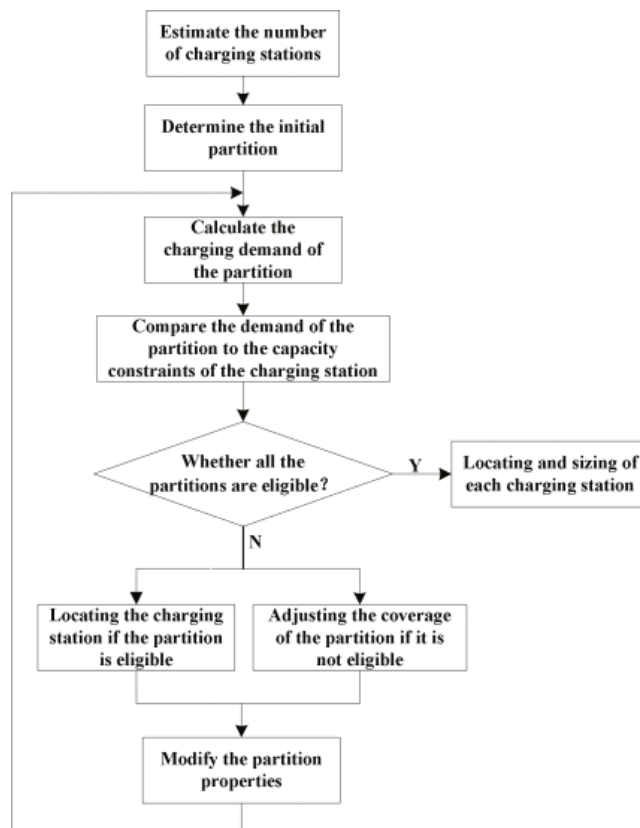 Estimate the number
of charging stations
Determine the initial
partition
Calculate the
charging demand of
the partition
Compare the demand of the
partition to the capacity
constraints of the charging station
Whether all the
partitions are eligible?
Y
Locating and sizing of
each charging station
N
Locating the charging
station if the partition
is eligible
Adjusting the coverage
of the partition if it is
not eligible
Modify the partition
properties